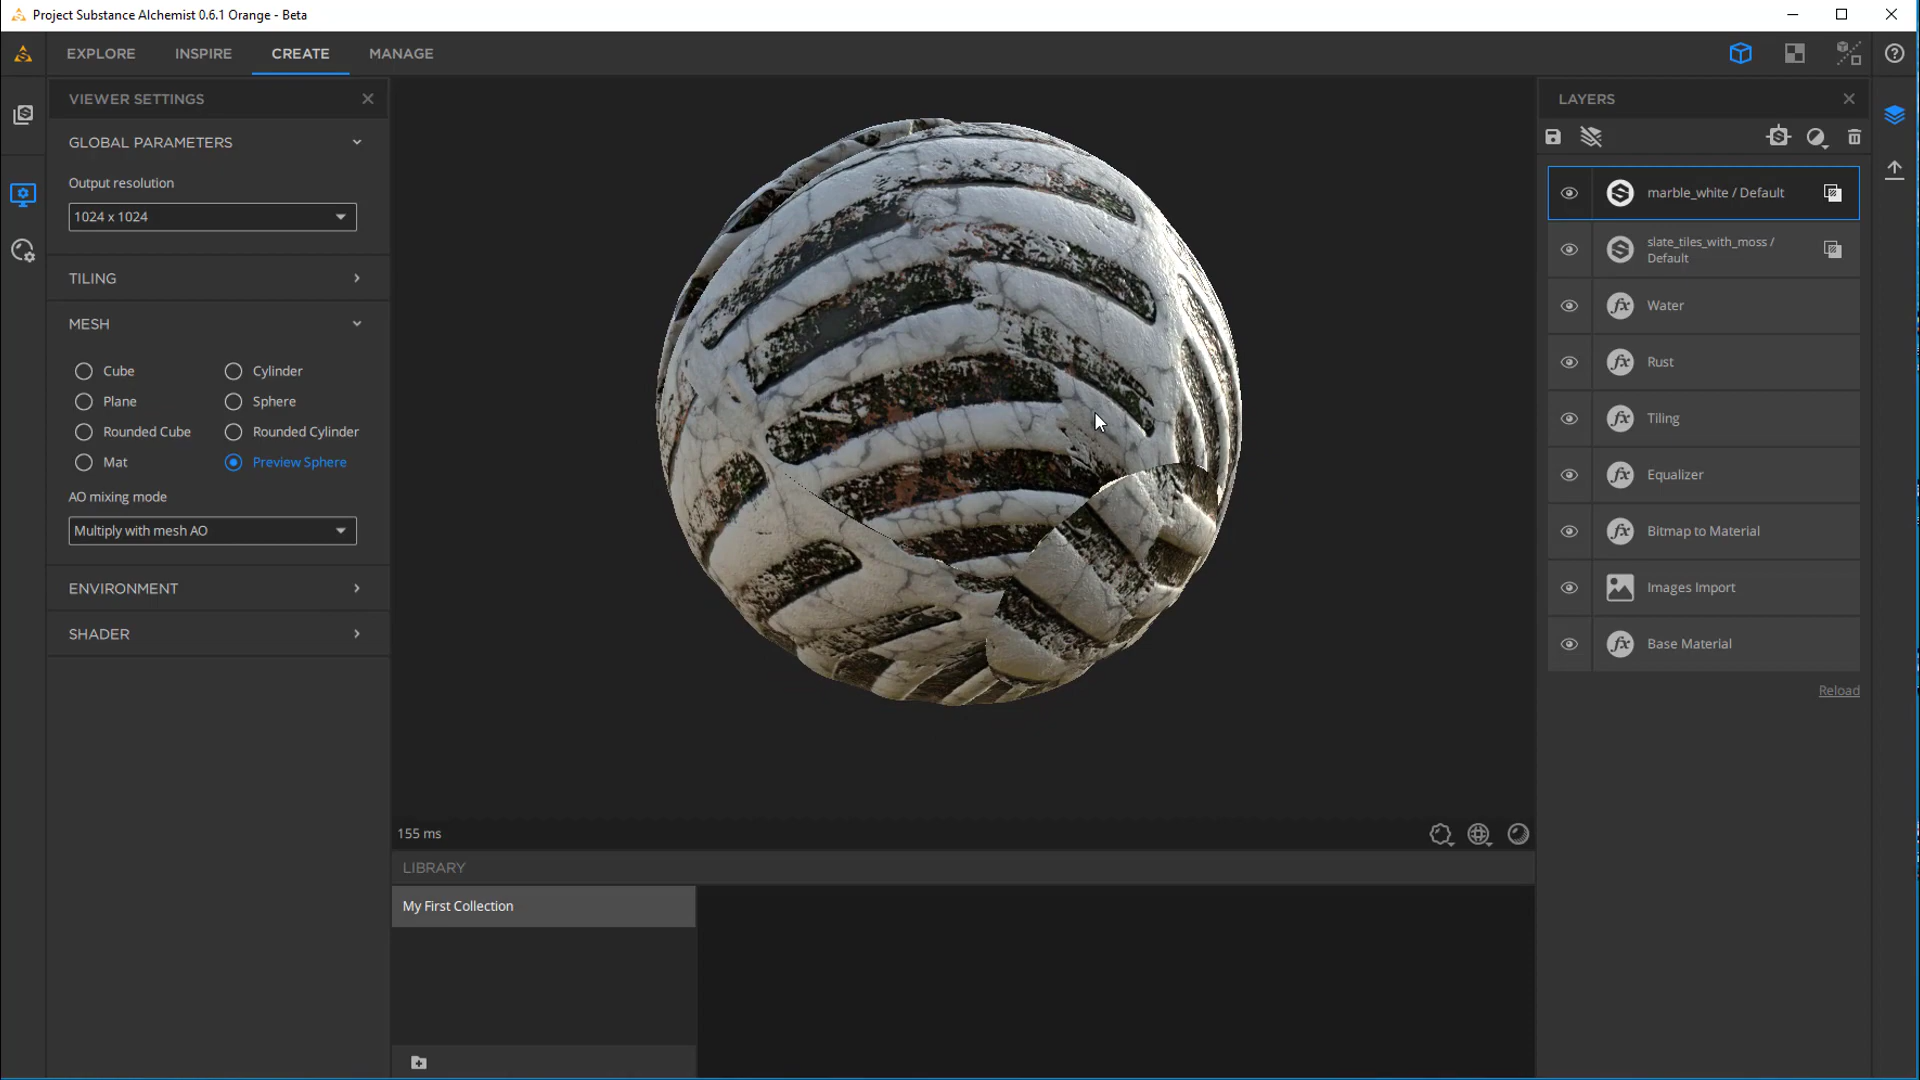 Project Substance Alchemist 0.6.1 Orange - Beta
EXPLORE INSPIRE CREATE MANAGE
VIEWER SETTINGS
GLOBAL PARAMETERS
Output resolution
1024 x 1024
TILING
MESH
Cube Cylinder
Plane Sphere
Rounded Cube Rounded Cylinder
Mat Preview Sphere
AO mixing mode
Multiply with mesh AO
ENVIRONMENT
SHADER
155 ms
LIBRARY
My First Collection
LAYERS
marble_white / Default
slate_tiles_with_moss /
Default
Water
Rust
Tiling
Equalizer
Bitmap to Material
Images Import
Base Material
Reload